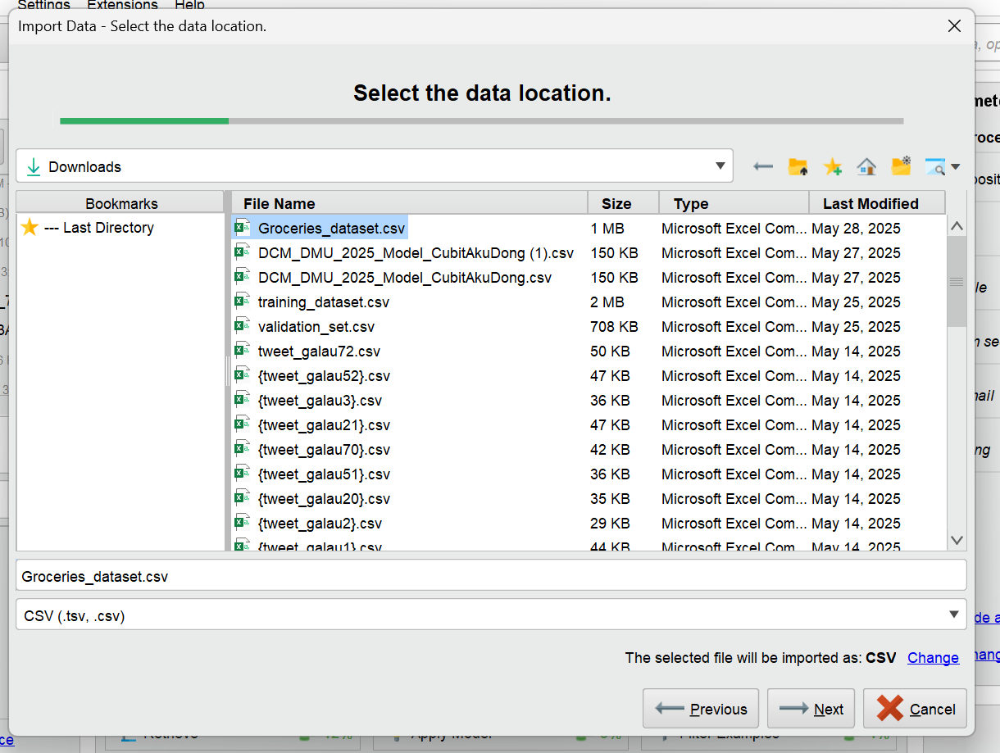 Settings Extensions Help
Import Data - Select the data location.
Select the data location.
Downloads
Bookmarks File Name Size Type Last Modified
--- Last Directory
Groceries_dataset.csv 1 MB Microsoft Excel Com... May 28, 2025
DCM_DMU_2025_Model_CubitAkuDong (1).csv 150 KB Microsoft Excel Com... May 27, 2025
DCM_DMU_2025_Model_CubitAkuDong.csv 150 KB Microsoft Excel Com... May 27, 2025
training_dataset.csv 2 MB Microsoft Excel Com... May 25, 2025
validation_set.csv 708 KB Microsoft Excel Com... May 25, 2025
tweet_galau72.csv 50 KB Microsoft Excel Com... May 14, 2025
{tweet_galau52}.csv 47 KB Microsoft Excel Com... May 14, 2025
{tweet_galau3}.csv 36 KB Microsoft Excel Com... May 14, 2025
{tweet_galau21}.csv 47 KB Microsoft Excel Com... May 14, 2025
{tweet_galau70}.csv 42 KB Microsoft Excel Com... May 14, 2025
{tweet_galau51}.csv 36 KB Microsoft Excel Com... May 14, 2025
{tweet_galau20}.csv 35 KB Microsoft Excel Com... May 14, 2025
{tweet_galau2}.csv 29 KB Microsoft Excel Com... May 14, 2025
{tweet_galau1}.csv 44 KB Microsoft Excel Com... May 14, 2025
Groceries_dataset.csv
CSV (.tsv, .csv)
The selected file will be imported as: CSV Change
Previous Next Cancel
Retrieve Apply Model Filter Examples